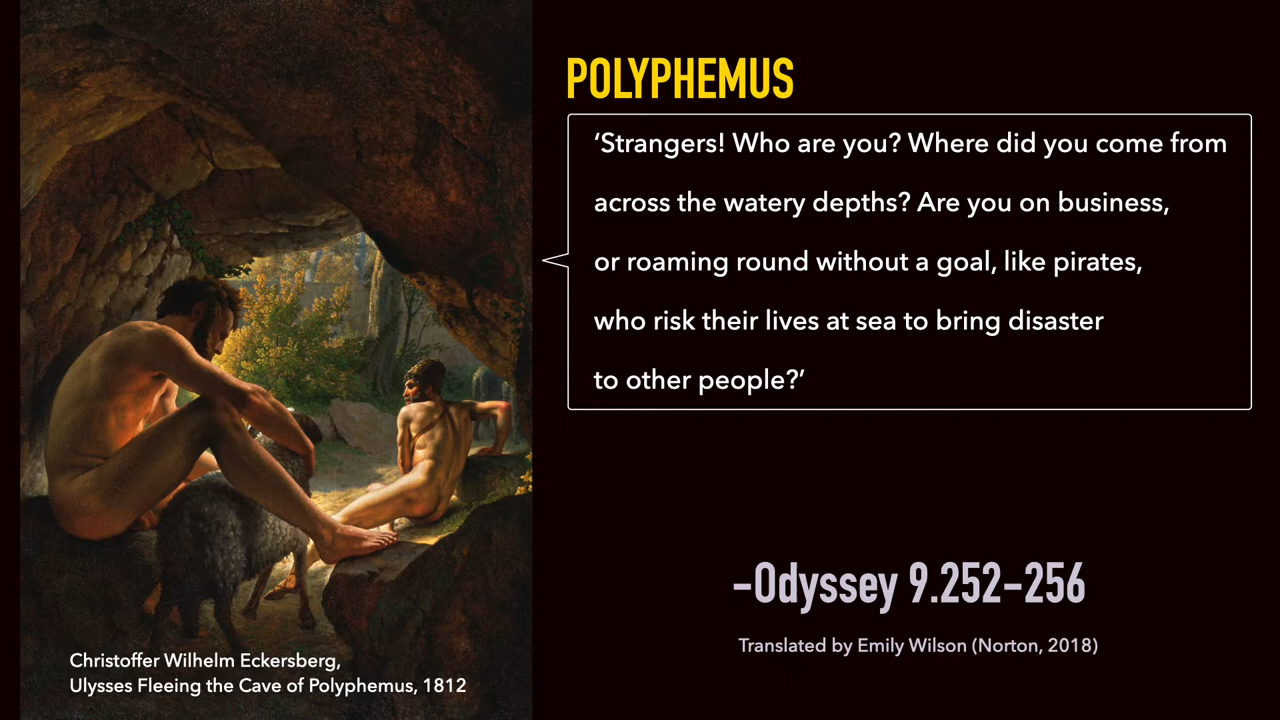 POLYPHEMUS
‘Strangers! Who are you? Where did you come from
across the watery depths? Are you on business,
or roaming round without a goal, like pirates,
who risk their lives at sea to bring disaster
to other people?’
–Odyssey 9.252–256
Translated by Emily Wilson (Norton, 2018)
Christoffer Wilhelm Eckersberg,
Ulysses Fleeing the Cave of Polyphemus, 1812